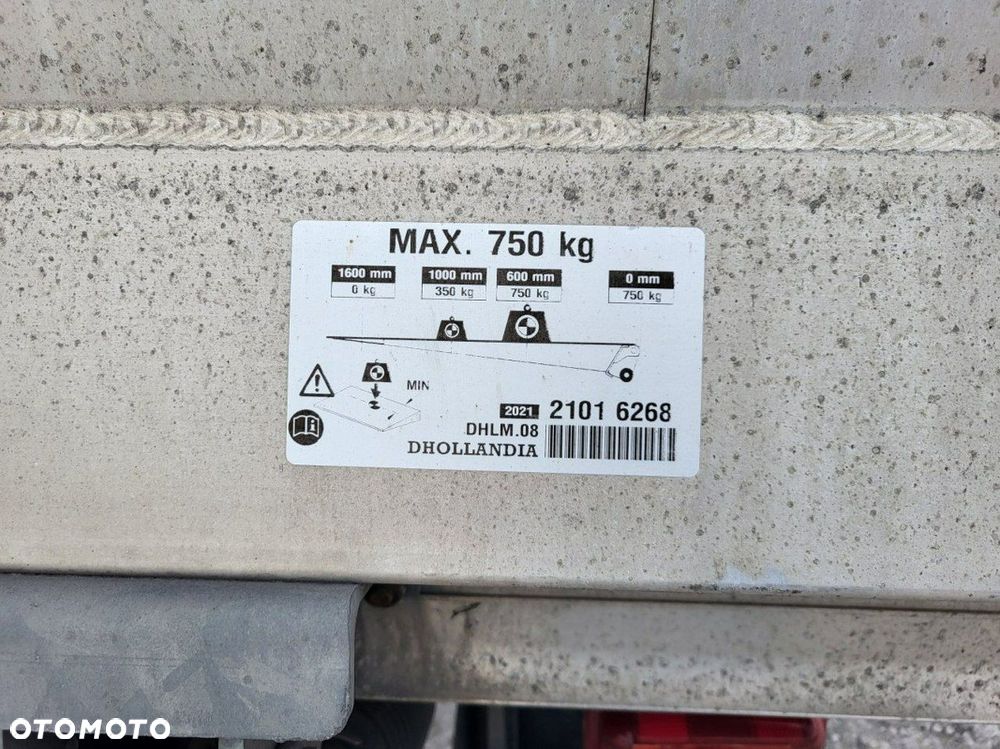 MAX. 750 kg
1600 mm 1000 mm 600 mm 0 mm
0 kg 350 kg 750 kg 750 kg
MIN
2021 2101 6268
DHLM.08
DHOLLANDIA
OTOMOTO